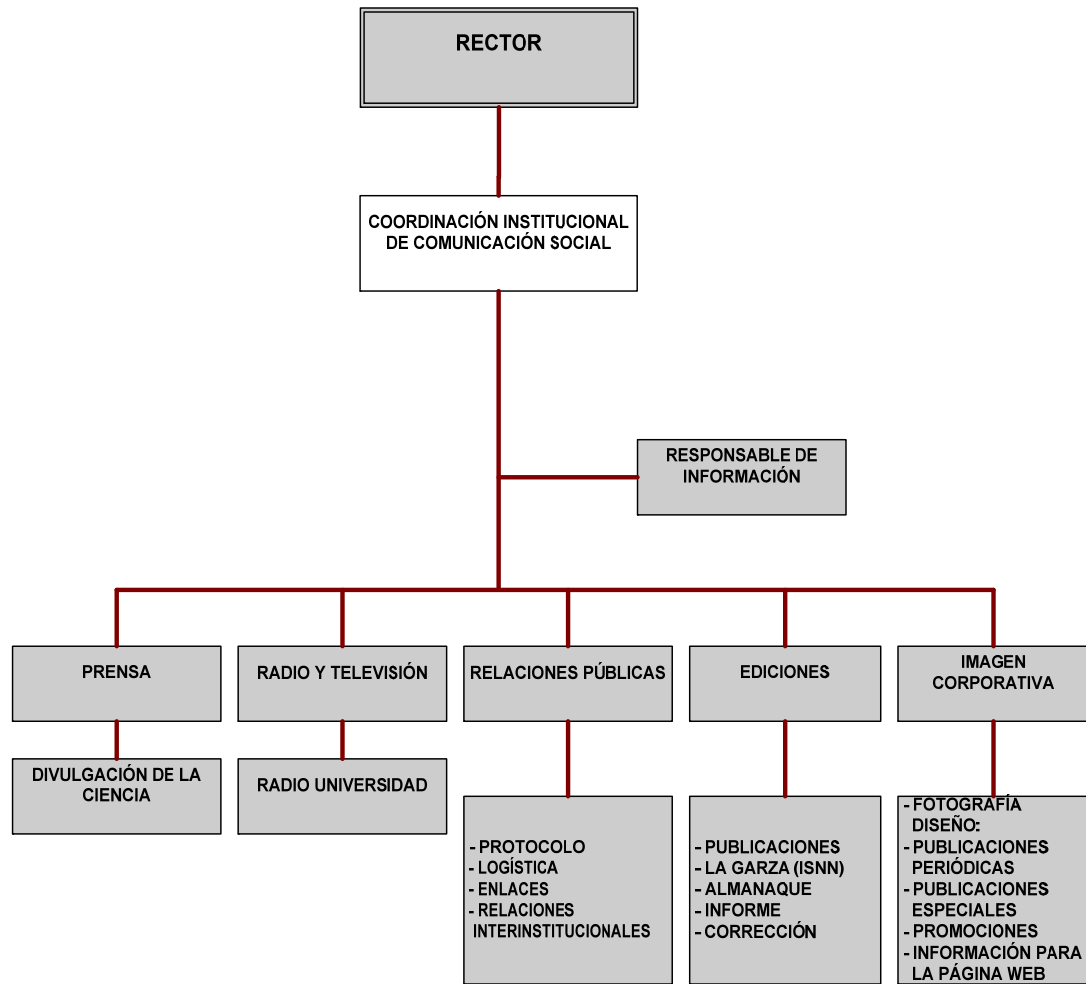 RECTOR
COORDINACIÓN INSTITUCIONAL
DE COMUNICACIÓN SOCIAL
RESPONSABLE DE
INFORMACIÓN
PRENSA
RADIO Y TELEVISIÓN
RELACIONES PÚBLICAS
EDICIONES
IMAGEN
CORPORATIVA
DIVULGACIÓN DE LA
CIENCIA
RADIO UNIVERSIDAD
- PROTOCOLO
- LOGÍSTICA
- ENLACES
- RELACIONES
INTERINSTITUCIONALES
- PUBLICACIONES
- LA GARZA (ISNN)
- ALMANAQUE
- INFORME
- CORRECCIÓN
- FOTOGRAFÍA
DISEÑO:
- PUBLICACIONES
PERIÓDICAS
- PUBLICACIONES
ESPECIALES
- PROMOCIONES
- INFORMACIÓN PARA
LA PÁGINA WEB